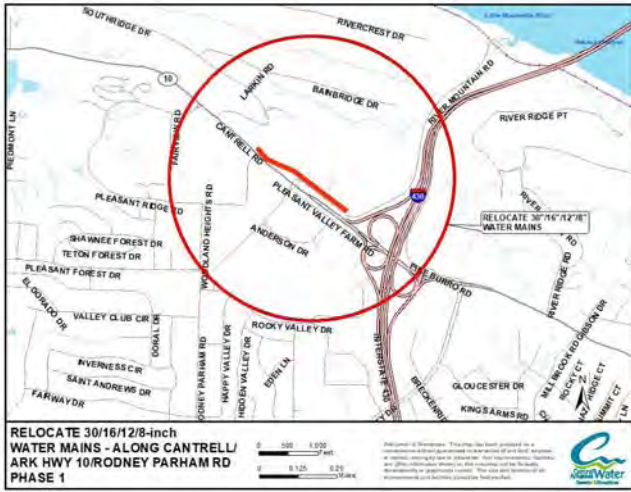 SOUTHRIDGE DR
RIVERCREST DR
LARKIN RD
BAINBRIDGE DR
RIVER MOUNTAIN RD
RIVER RIDGE PT
10
PIEDMONT LN
FAIRVIEW RD
CANTRELL RD
430
PLEASANT RIDGE RD
PLEASANT VALLEY FARM RD
RELOCATE 30"/16"/12"/8"
WATER MAINS
WOODLAND HEIGHTS RD
ANDERSON DR
SHAWNEE FOREST DR
TETON FOREST DR
PLEASANT FOREST DR
RIVER RIDGE RD
EL DORADO DR
VALLEY CLUB CIR
DORAL DR
ROCKY VALLEY DR
INTERSTATE 430
INVERNESS CIR
SAINT ANDREWS DR
FAIRWAY DR
RODNEY PARHAM RD
HAPPY VALLEY DR
HIDDEN VALLEY DR
EDEN LN
GLOUCESTER DR
KINGS ARMS RD
ROCKY CT
N
RELOCATE 30/16/12/8-inch
WATER MAINS - ALONG CANTRELL/
ARK HWY 10/RODNEY PARHAM RD
PHASE 1
0 500 1,000
Feet
0 0.125 0.25
Miles
Central
Arkansas Water